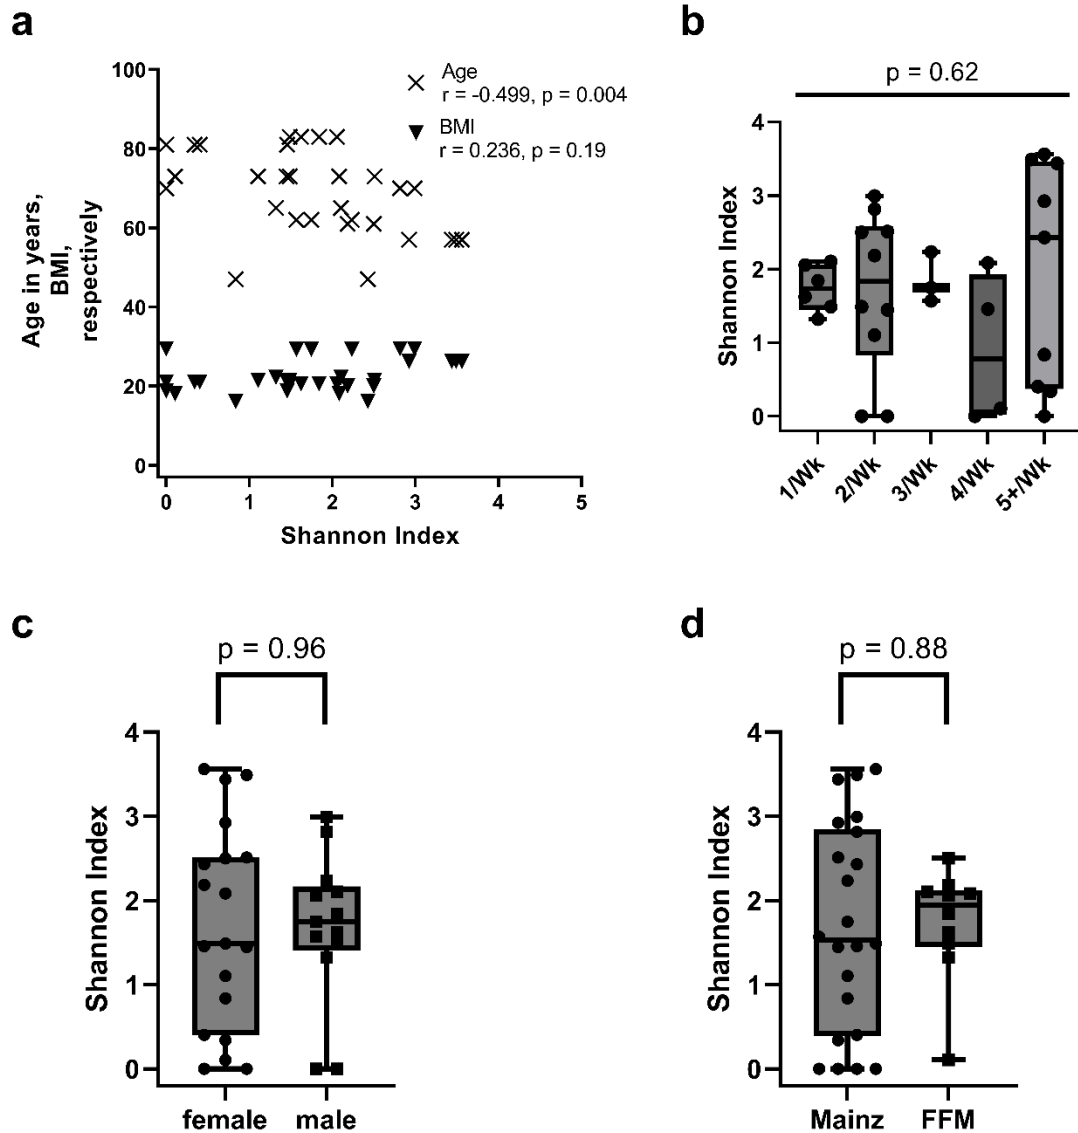 a
Age
r = -0.499, p = 0.004
BMI
r = 0.236, p = 0.19
Age in years,
BMI,
respectively
100
80
60
40
20
0
0 1 2 3 4 5
Shannon Index
b
p = 0.62
Shannon Index
4
3
2
1
0
1/Wk 2/Wk 3/Wk 4/Wk 5+/Wk
c
p = 0.96
Shannon Index
4
3
2
1
0
female male
d
p = 0.88
Shannon Index
4
3
2
1
0
Mainz FFM